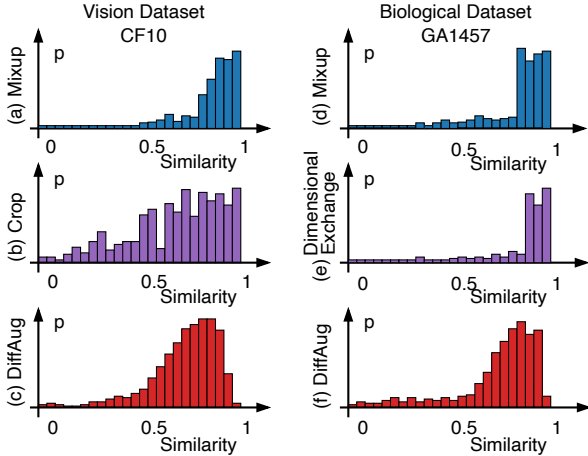 Vision Dataset
CF10
Biological Dataset
GA1457
(a) Mixup
p
0
0.5
1
Similarity
(d) Mixup
p
0
0.5
1
Similarity
(b) Crop
p
0
0.5
1
Similarity
(e) Dimensional
Exchange
p
0
0.5
1
Similarity
(c) DiffAug
p
0
0.5
1
Similarity
(f) DiffAug
p
0
0.5
1
Similarity